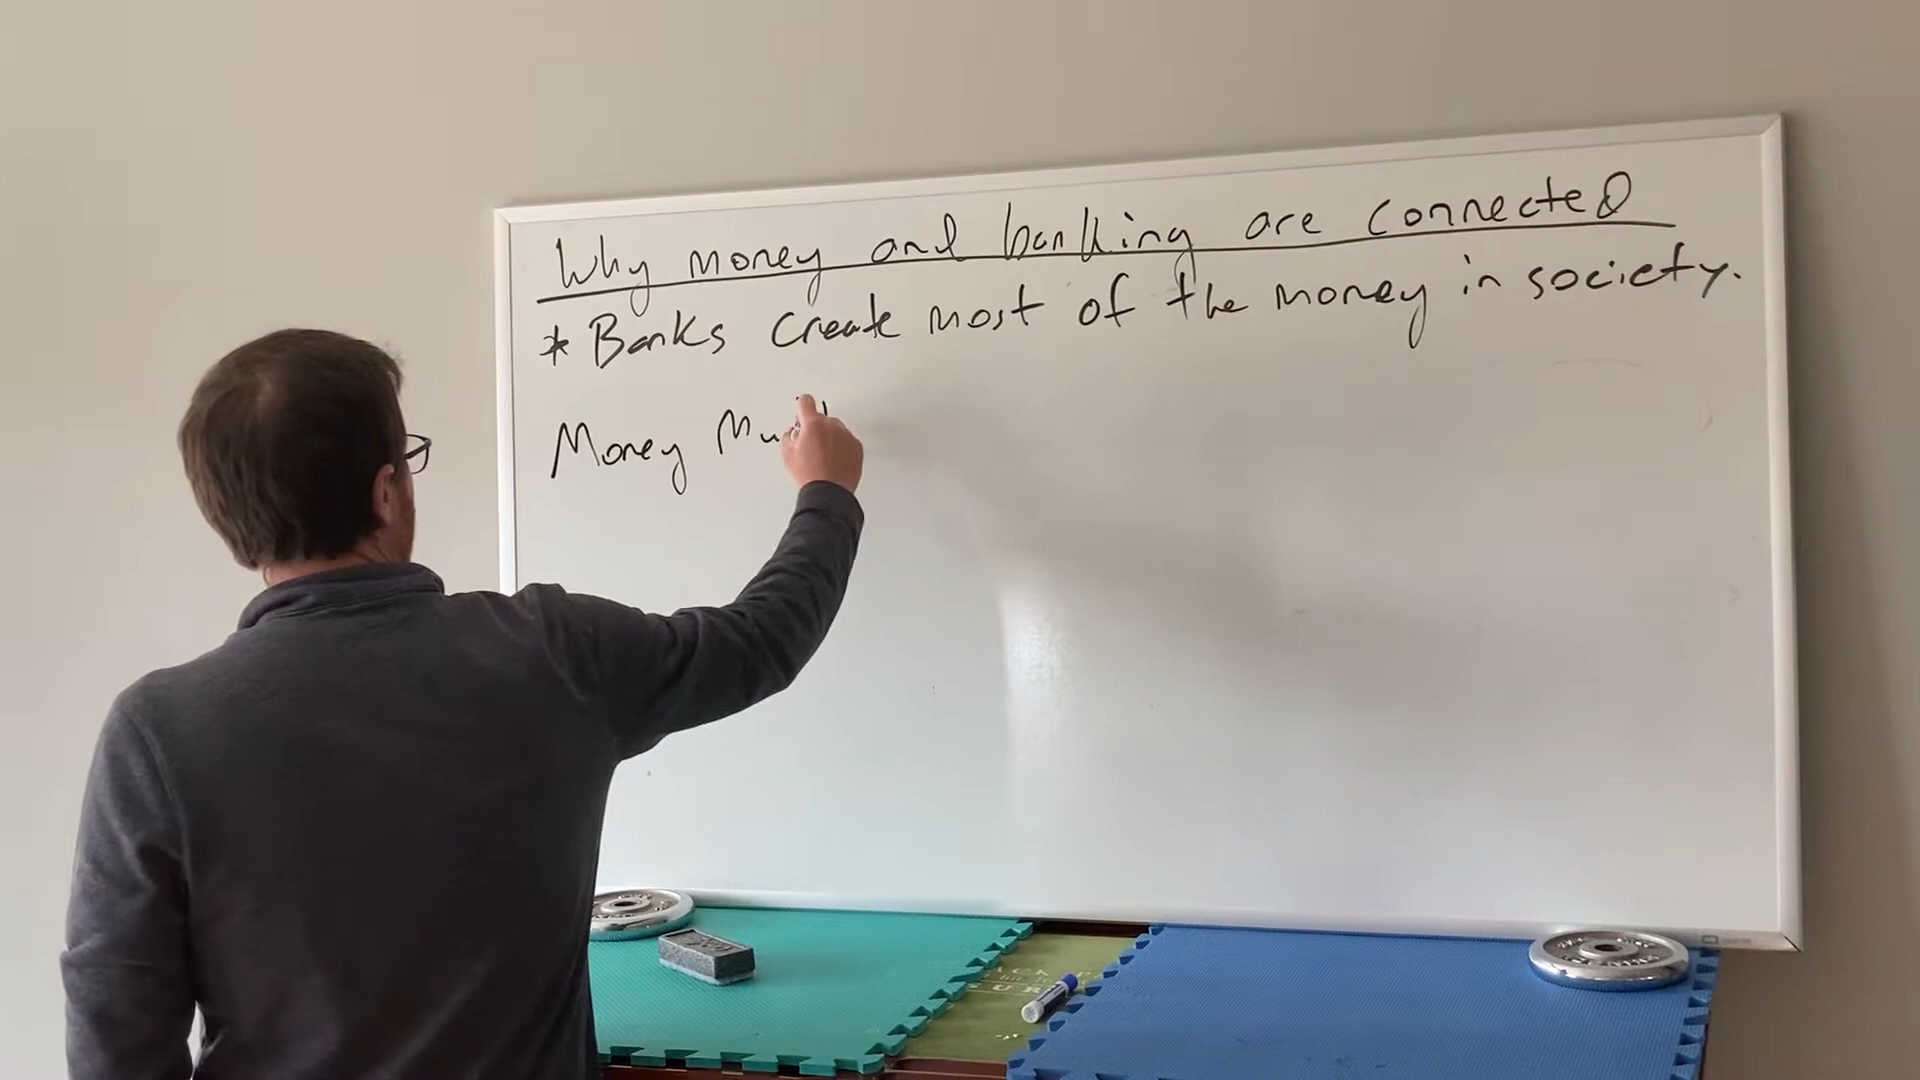 Why money and banking are connected
* Banks create most of the money in society.
Money